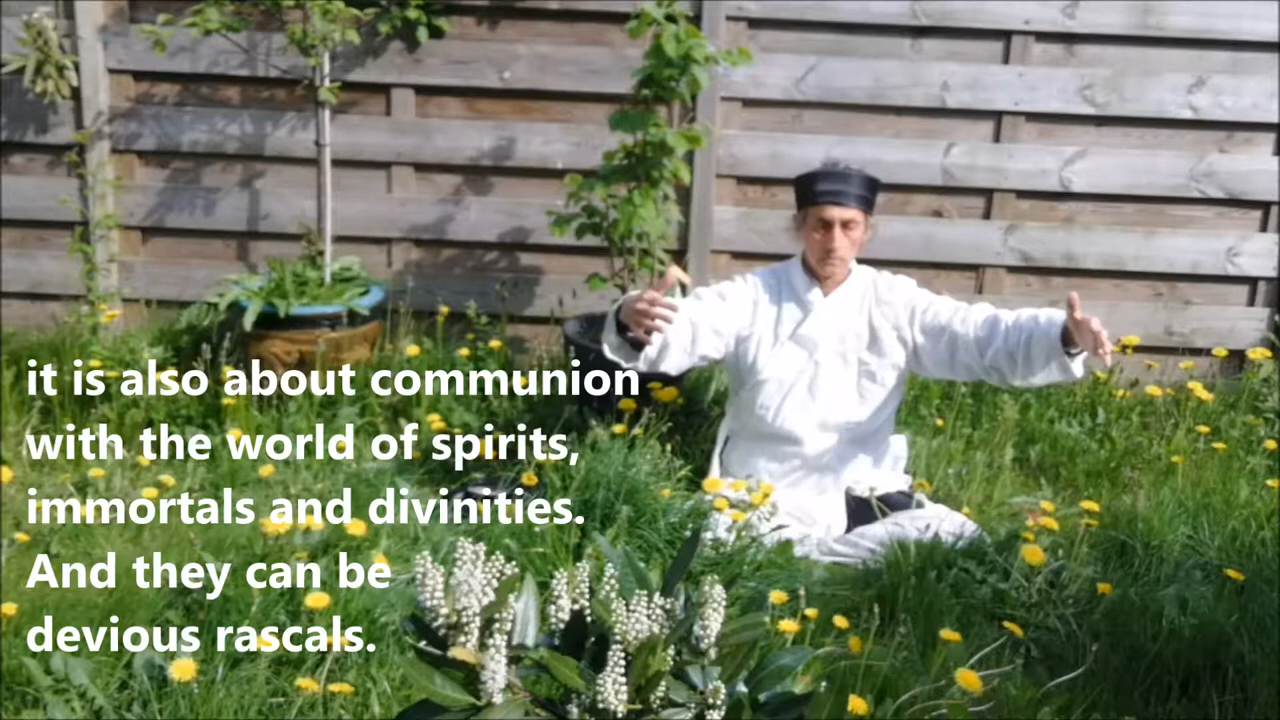 it is also about communion
with the world of spirits,
immortals and divinities.
And they can be
devious rascals.